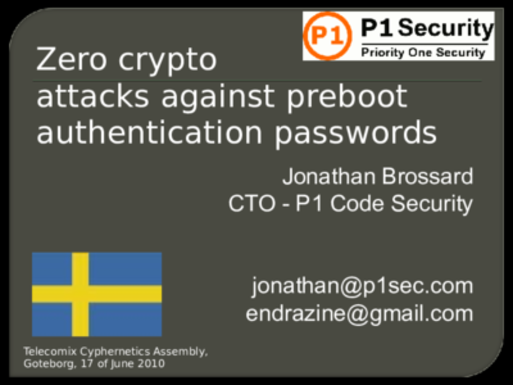 P1 P1 Security
Priority One Security
Zero crypto
attacks against preboot
authentication passwords
Jonathan Brossard
CTO - P1 Code Security
jonathan@p1sec.com
endrazine@gmail.com
Telecomix Cyphernetics Assembly,
Goteborg, 17 of June 2010